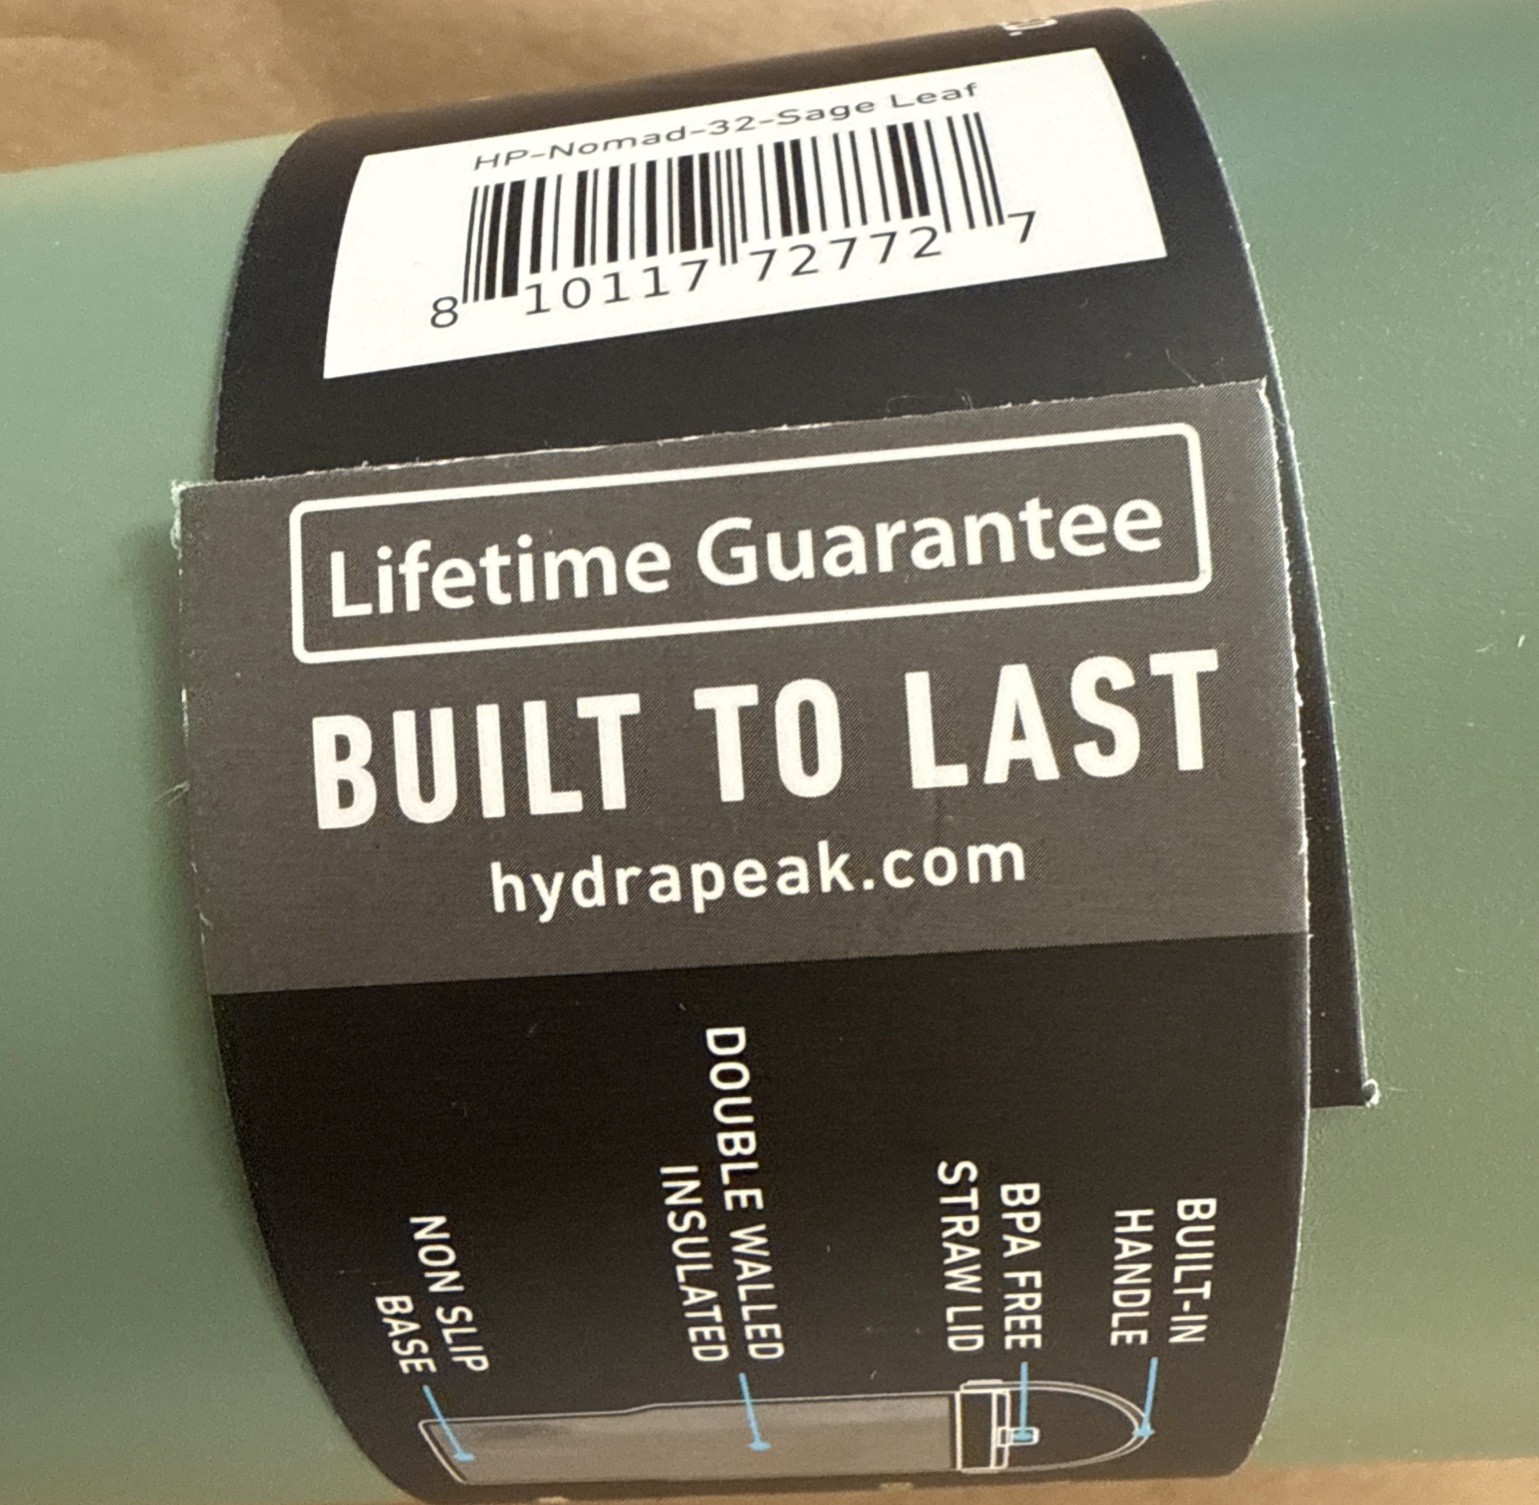 HP-Nomad-32-Sage Leaf
8 10117 72772 7
Lifetime Guarantee
BUILT TO LAST
hydrapeak.com
BUILT-IN
HANDLE
BPA FREE
STRAW LID
DOUBLE WALLED
INSULATED
NON SLIP
BASE